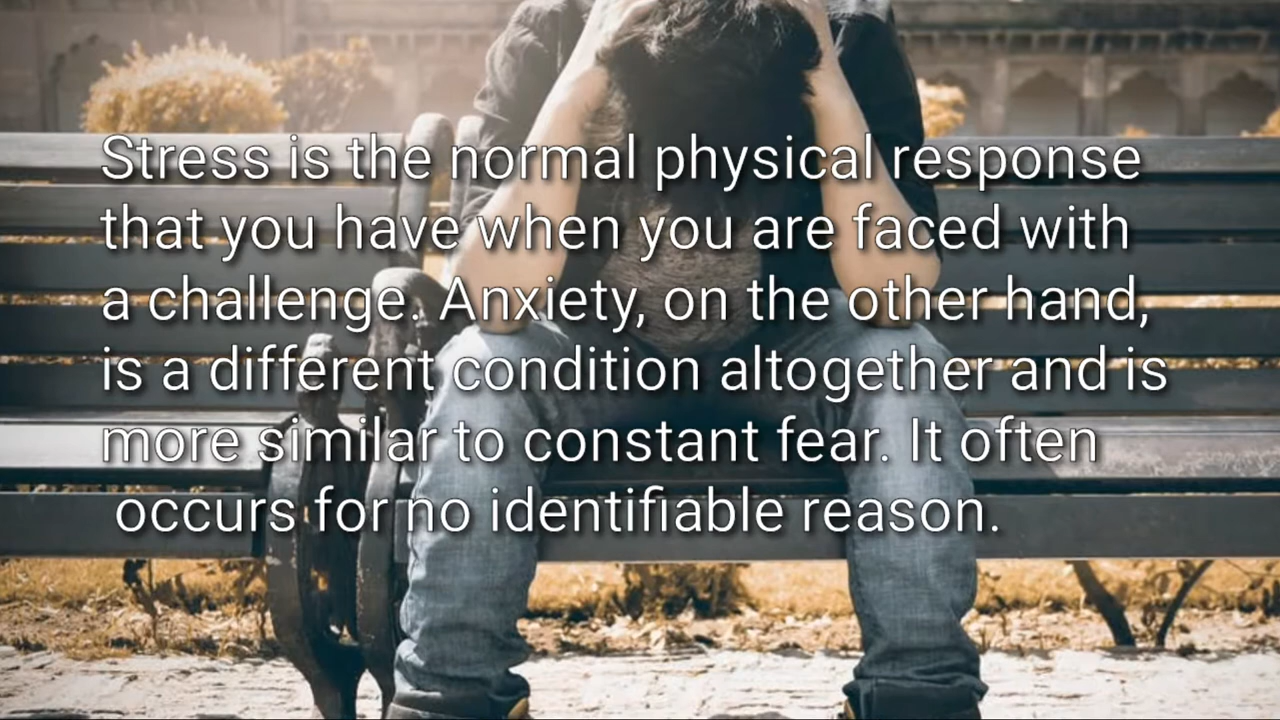 Stress is the normal physical response
that you have when you are faced with
a challenge. Anxiety, on the other hand,
is a different condition altogether and is
more similar to constant fear. It often
occurs for no identifiable reason.